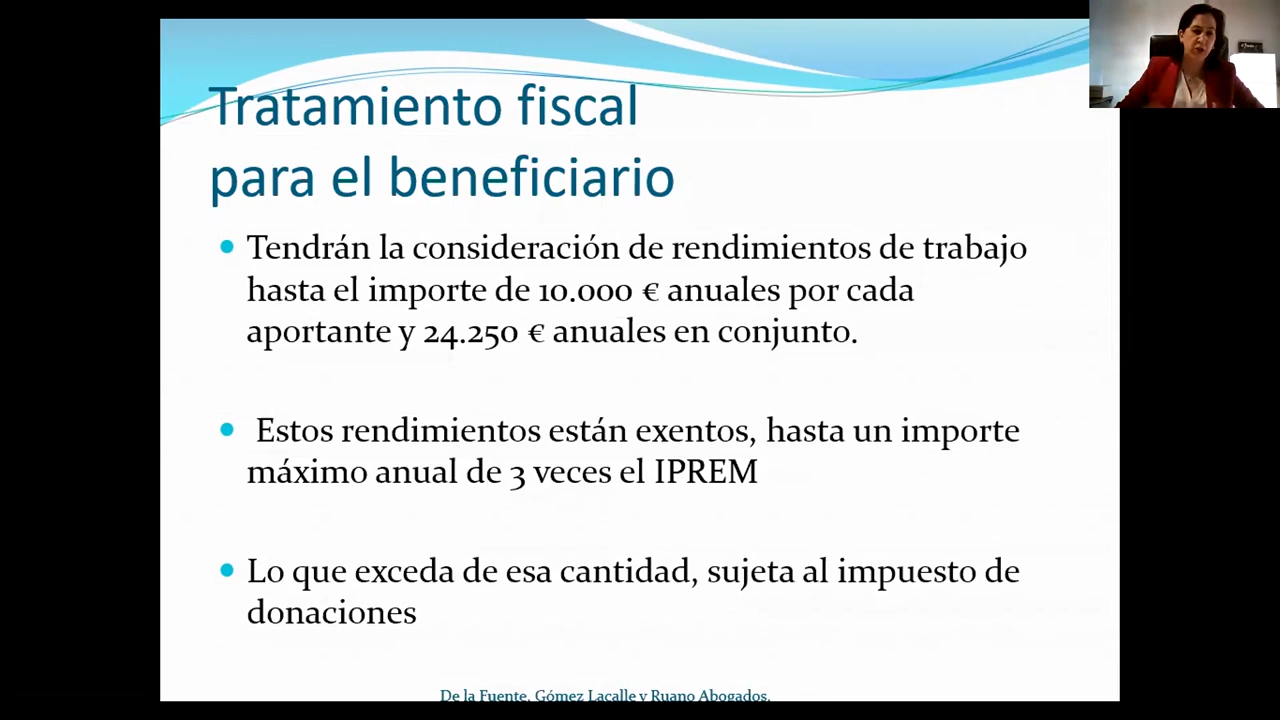 Tratamiento fiscal
para el beneficiario
Tendrán la consideración de rendimientos de trabajo
hasta el importe de 10.000 € anuales por cada
aportante y 24.250 € anuales en conjunto.
Estos rendimientos están exentos, hasta un importe
máximo anual de 3 veces el IPREM
Lo que exceda de esa cantidad, sujeta al impuesto de
donaciones
De la Fuente, Gómez Lacalle y Ruano Abogados.